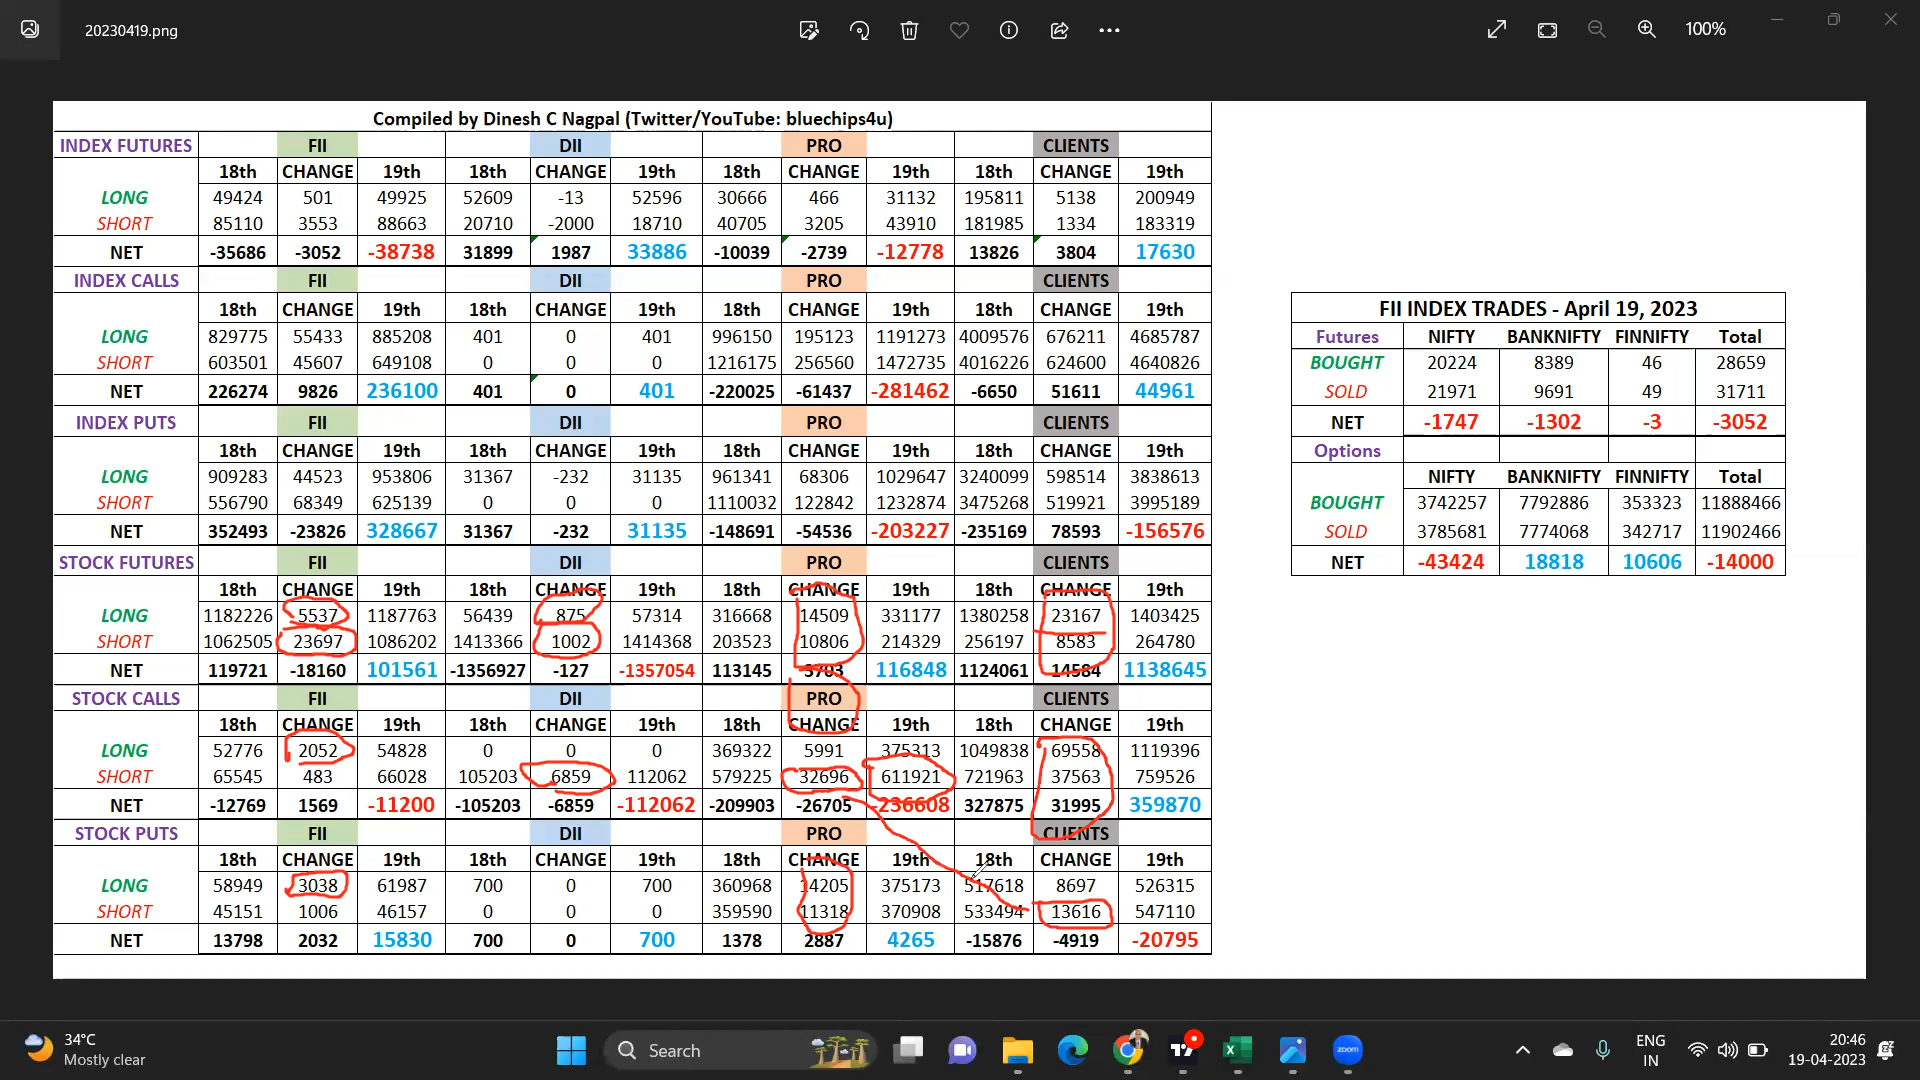 20230419.png
100%
Compiled by Dinesh C Nagpal (Twitter/YouTube: bluechips4u)
INDEX FUTURES FII DII PRO CLIENTS
18th CHANGE 19th 18th CHANGE 19th 18th CHANGE 19th 18th CHANGE 19th
LONG 49424 501 49925 52609 -13 52596 30666 466 31132 195811 5138 200949
SHORT 85110 3553 88663 20710 -2000 18710 40705 3205 43910 181985 1334 183319
NET -35686 -3052 -38738 31899 1987 33886 -10039 -2739 -12778 13826 3804 17630
INDEX CALLS FII DII PRO CLIENTS
18th CHANGE 19th 18th CHANGE 19th 18th CHANGE 19th 18th CHANGE 19th
LONG 829775 55433 885208 401 0 401 996150 195123 1191273 4009576 676211 4685787
SHORT 603501 45607 649108 0 0 0 1216175 256560 1472735 4016226 624600 4640826
NET 226274 9826 236100 401 0 401 -220025 -61437 -281462 -6650 51611 44961
INDEX PUTS FII DII PRO CLIENTS
18th CHANGE 19th 18th CHANGE 19th 18th CHANGE 19th 18th CHANGE 19th
LONG 909283 44523 953806 31367 -232 31135 961341 68306 1029647 3240099 598514 3838613
SHORT 556790 68349 625139 0 0 0 1110032 122842 1232874 3475268 519921 3995189
NET 352493 -23826 328667 31367 -232 31135 -148691 -54536 -203227 -235169 78593 -156576
STOCK FUTURES FII DII PRO CLIENTS
18th CHANGE 19th 18th CHANGE 19th 18th CHANGE 19th 18th CHANGE 19th
LONG 1182226 5537 1187763 56439 875 57314 316668 14509 331177 1380258 23167 1403425
SHORT 1062505 23697 1086202 1413366 1002 1414368 203523 10806 214329 256197 8583 264780
NET 119721 -18160 101561 -1356927 -127 -1357054 113145 3703 116848 1124061 14584 1138645
STOCK CALLS FII DII PRO CLIENTS
18th CHANGE 19th 18th CHANGE 19th 18th CHANGE 19th 18th CHANGE 19th
LONG 52776 2052 54828 0 0 0 369322 5991 375313 1049838 69558 1119396
SHORT 65545 483 66028 105203 6859 112062 579225 32696 611921 721963 37563 759526
NET -12769 1569 -11200 -105203 -6859 -112062 -209903 -26705 -236608 327875 31995 359870
STOCK PUTS FII DII PRO CLIENTS
18th CHANGE 19th 18th CHANGE 19th 18th CHANGE 19th 18th CHANGE 19th
LONG 58949 3038 61987 700 0 700 360968 14205 375173 517618 8697 526315
SHORT 45151 1006 46157 0 0 0 359590 11318 370908 533494 13616 547110
NET 13798 2032 15830 700 0 700 1378 2887 4265 -15876 -4919 -20795
FII INDEX TRADES - April 19, 2023
Futures NIFTY BANKNIFTY FINNIFTY Total
BOUGHT 20224 8389 46 28659
SOLD 21971 9691 49 31711
NET -1747 -1302 -3 -3052
Options
NIFTY BANKNIFTY FINNIFTY Total
BOUGHT 3742257 7792886 353323 11888466
SOLD 3785681 7774068 342717 11902466
NET -43424 18818 10606 -14000
34°C
Mostly clear
Search
zoom
ENG
IN
20:46
19-04-2023